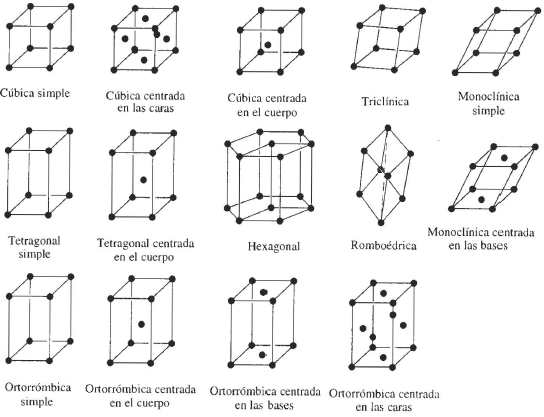 Cúbica simple
Cúbica centrada
en las caras
Cúbica centrada
en el cuerpo
Triclínica
Monoclínica
simple
Tetragonal
simple
Tetragonal centrada
en el cuerpo
Hexagonal
Romboédrica
Monoclínica centrada
en las bases
Ortorrómbica
simple
Ortorrómbica centrada
en el cuerpo
Ortorrómbica centrada
en las bases
Ortorrómbica centrada
en las caras